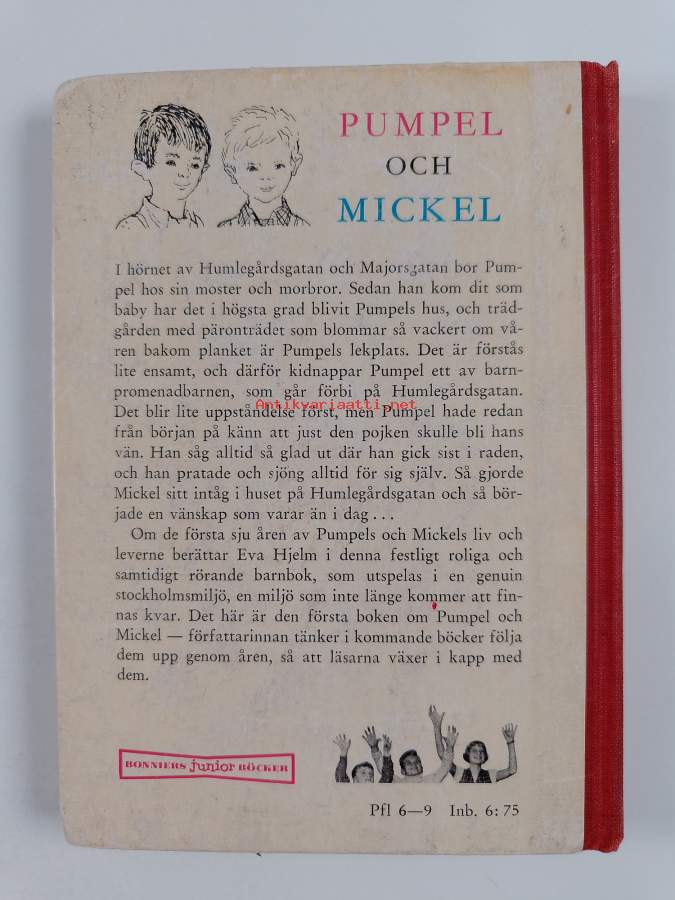 PUMPEL
OCH
MICKEL
I hörnet av Humlegårdsgatan och Majorsgatan bor Pum-
pel hos sin moster och morbror. Sedan han kom dit som
baby har det i högsta grad blivit Pumpels hus, och träd-
gården med päronträdet som blommar så vackert om vå-
ren bakom planket är Pumpels lekplats. Det är förstås
lite ensamt, och därför kidnappar Pumpel ett av barn-
promenadbarnen, som går förbi på Humlegårdsgatan.
Antikvariaatti.net
Det blir lite uppståndelse först, men Pumpel hade redan
från början på känn att just den pojken skulle bli hans
vän. Han såg alltid så glad ut där han gick sist i raden,
och han pratade och sjöng alltid för sig själv. Så gjorde
Mickel sitt intåg i huset på Humlegårdsgatan och så bör-
jade en vänskap som varar än i dag . . .
Om de första sju åren av Pumpels och Mickels liv och
leverne berättar Eva Hjelm i denna festligt roliga och
samtidigt rörande barnbok, som utspelas i en genuin
stockholmsmiljö, en miljö som inte länge kommer att fin-
nas kvar. Det här är den första boken om Pumpel och
Mickel — författarinnan tänker i kommande böcker följa
dem upp genom åren, så att läsarna växer i kapp med
dem.
BONNIERS junior BÖCKER
Pfl 6—9 Inb. 6: 75